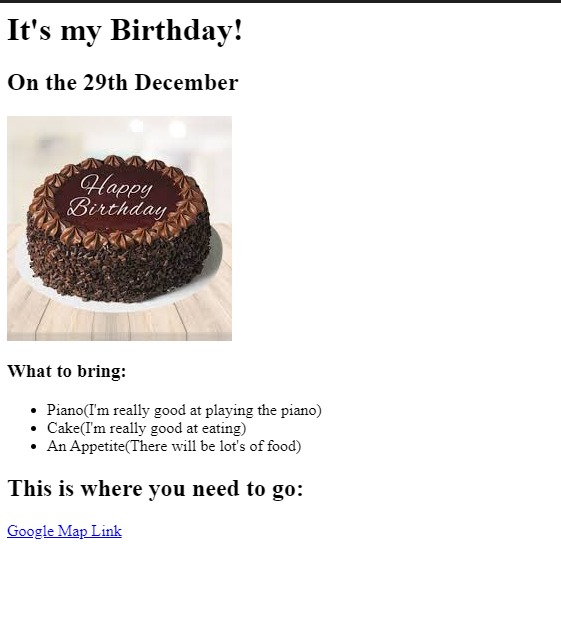 It's my Birthday!
On the 29th December
Happy
Birthday
What to bring:
Piano(I'm really good at playing the piano)
Cake(I'm really good at eating)
An Appetite(There will be lot's of food)
This is where you need to go:
Google Map Link